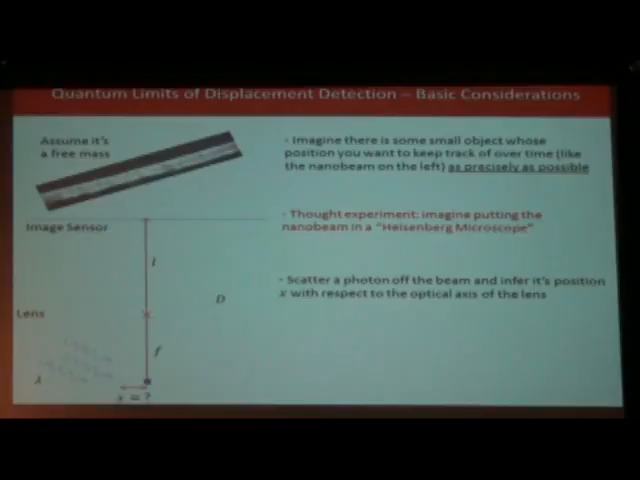 Quantum Limits of Displacement Detection – Basic Considerations
Assume it's
a free mass
- Imagine there is some small object whose
position you want to keep track of over time (like
the nanobeam on the left) as precisely as possible
- Thought experiment: imagine putting the
nanobeam in a "Heisenberg Microscope"
Image Sensor
l
- Scatter a photon off the beam and infer it's position
x with respect to the optical axis of the lens
D
Lens
f
λ
x = ?